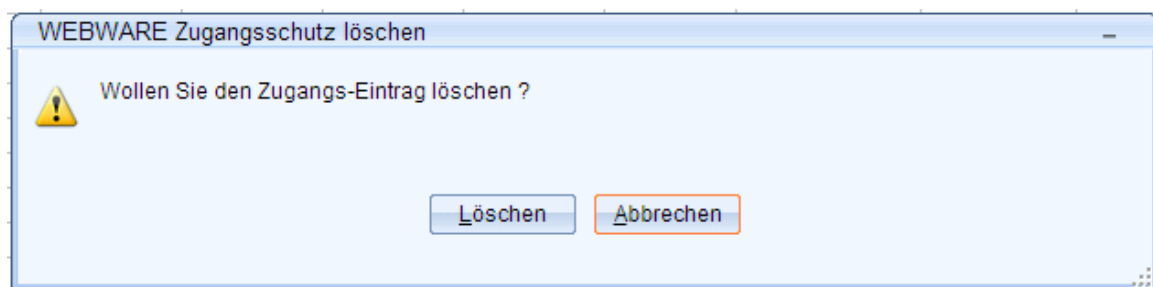 WEBWARE Zugangsschutz löschen
Wollen Sie den Zugangs-Eintrag löschen ?
Löschen
Abbrechen